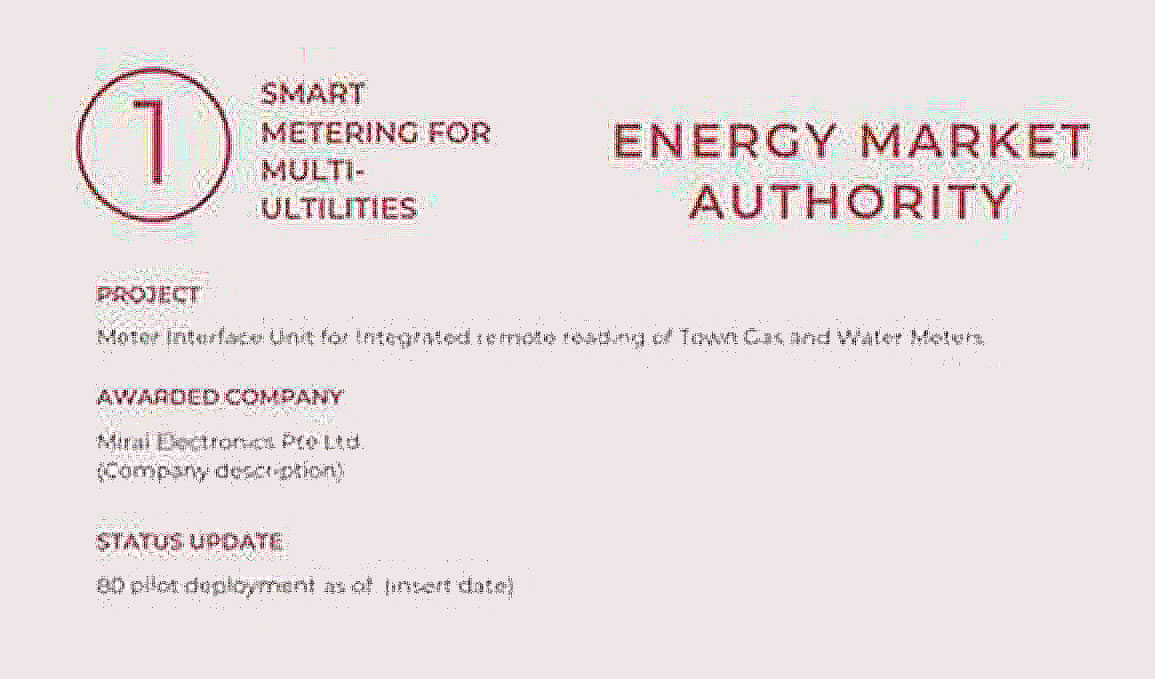 1
SMART
METERING FOR
MULTI-
ULTILITIES
ENERGY MARKET
AUTHORITY
PROJECT
Meter Interface Unit for Integrated remote reading of Town Gas and Water Meters
AWARDED COMPANY
Mirai Electronics Pte Ltd
(Company description)
STATUS UPDATE
80 pilot deployment as of (insert date)